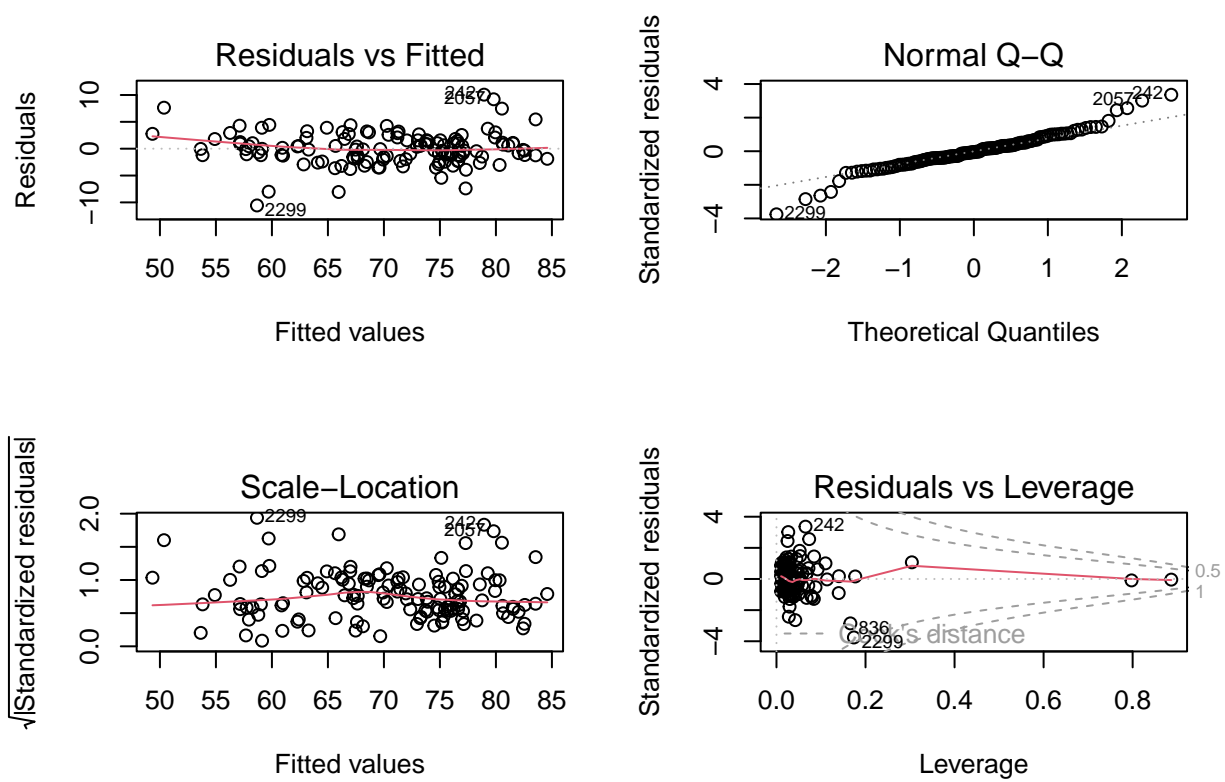 Residuals vs Fitted
Residuals
10
0
−10
242
2057
2299
50 55 60 65 70 75 80 85
Fitted values
Normal Q−Q
Standardized residuals
4
0
−4
2057
242
2299
−2 −1 0 1 2
Theoretical Quantiles
Scale−Location
√|Standardized residuals|
2.0
1.0
0.0
2299
242
2057
50 55 60 65 70 75 80 85
Fitted values
Residuals vs Leverage
Standardized residuals
4
0
−4
242
836
2299
Cook's distance
0.5
1
0.0 0.2 0.4 0.6 0.8
Leverage